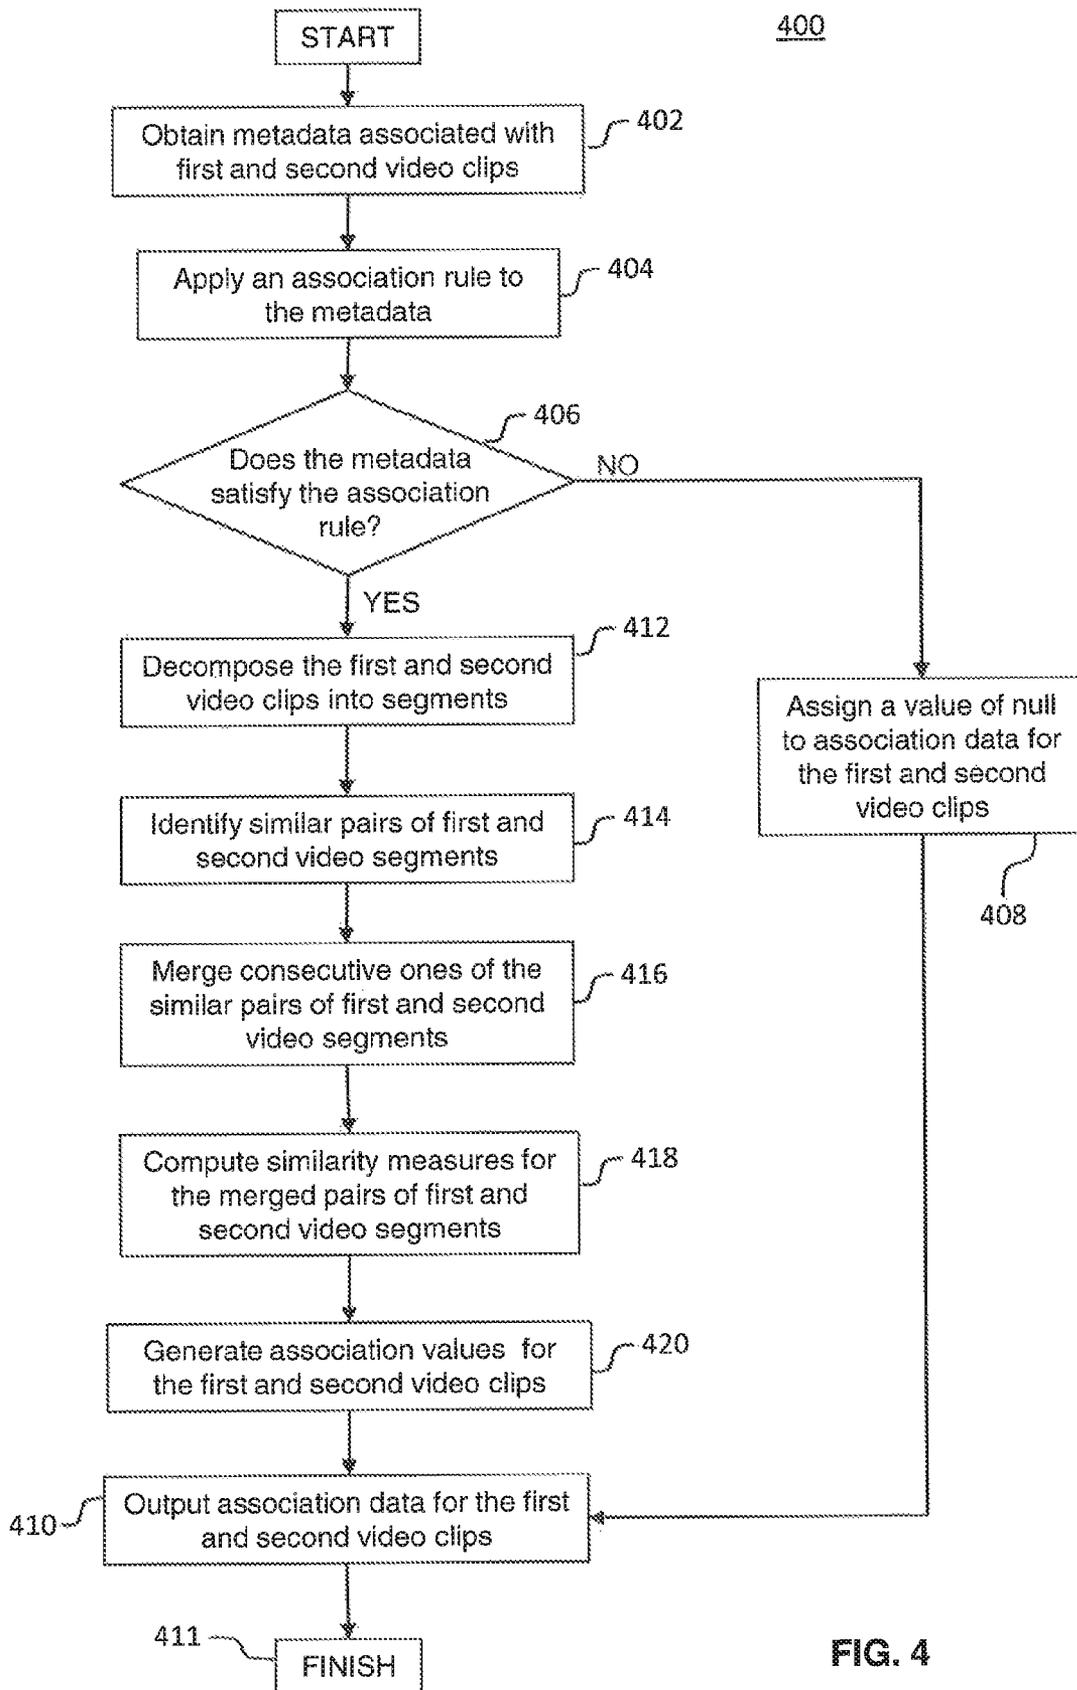 400
START
402
Obtain metadata associated with
first and second video clips
404
Apply an association rule to
the metadata
406
Does the metadata
satisfy the association
rule?
NO
YES
412
Decompose the first and second
video clips into segments
Assign a value of null
to association data for
the first and second
video clips
408
414
Identify similar pairs of first and
second video segments
416
Merge consecutive ones of the
similar pairs of first and second
video segments
418
Compute similarity measures for
the merged pairs of first and
second video segments
420
Generate association values for
the first and second video clips
410
Output association data for the first
and second video clips
411
FINISH
FIG. 4